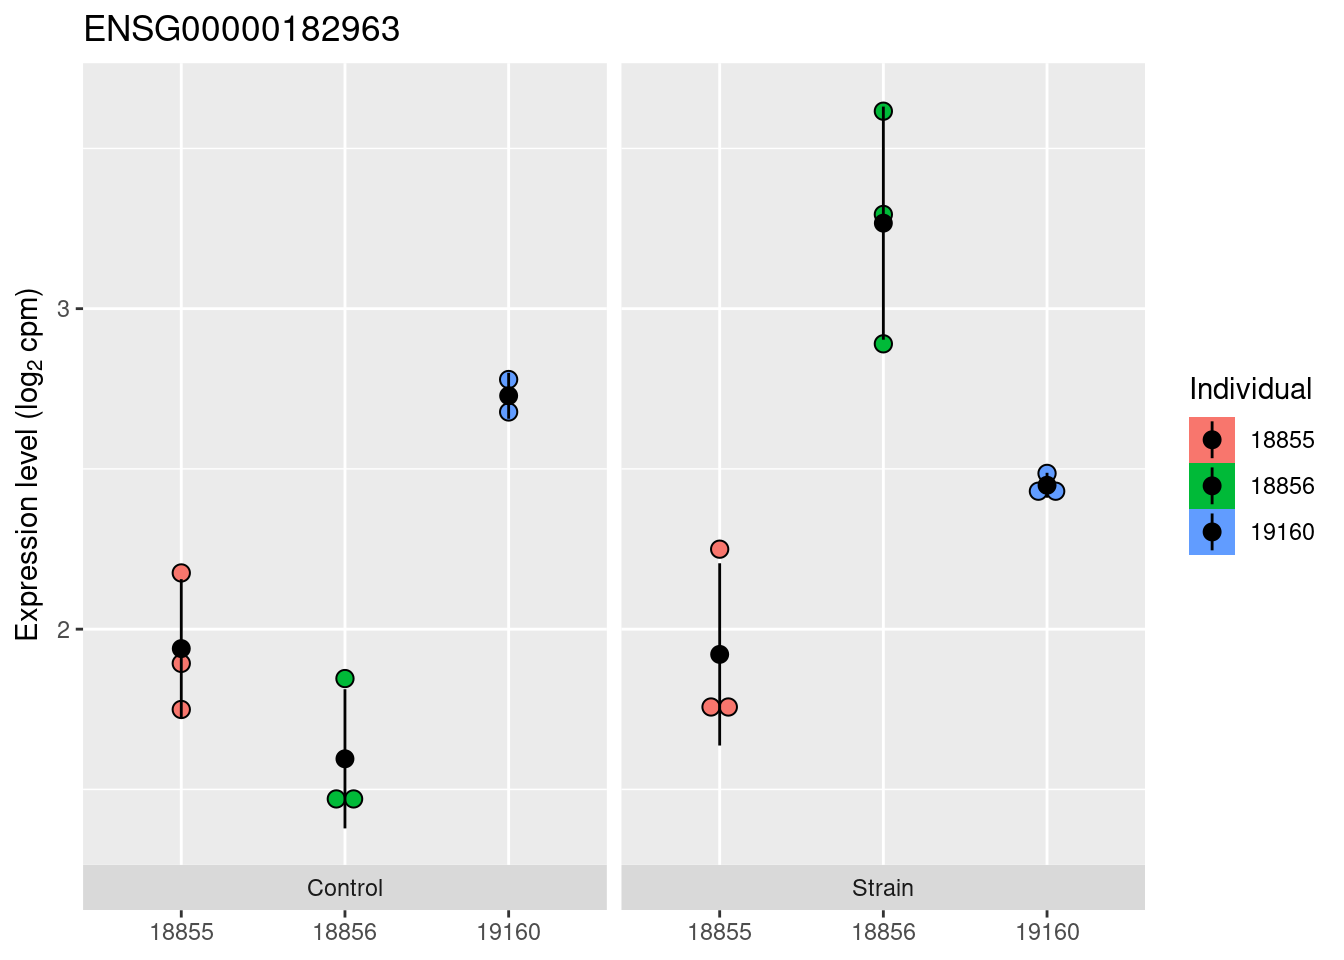 ENSG00000182963
Expression level (log₂ cpm)
3
2
Control
Strain
18855
18856
19160
18855
18856
19160
Individual
18855
18856
19160